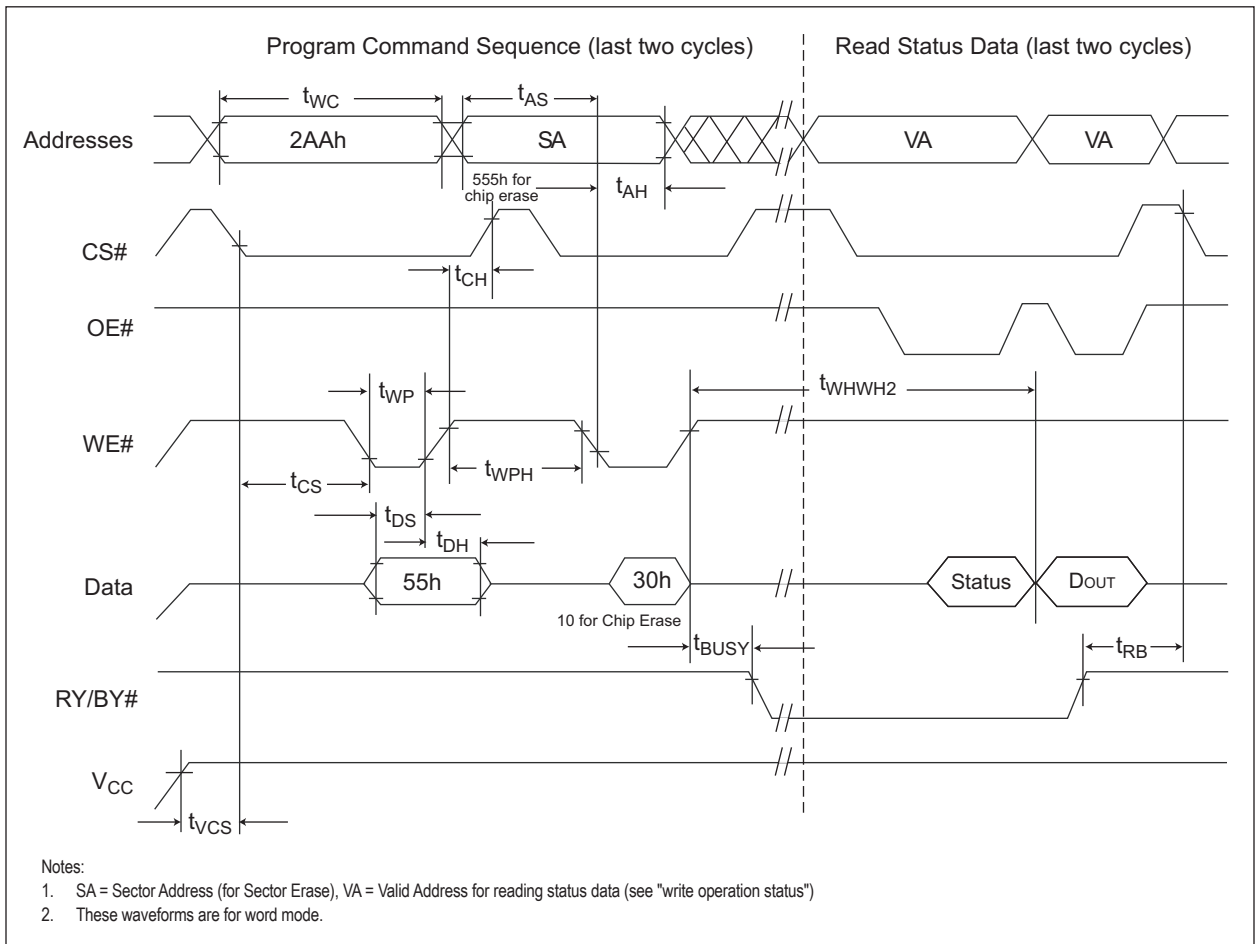 Program Command Sequence (last two cycles)
Read Status Data (last two cycles)
tWC
tAS
Addresses
2AAh
SA
VA
VA
555h for
chip erase
tAH
CS#
tCH
OE#
tWP
tWHWH2
WE#
tWPH
tCS
tDS
tDH
Data
55h
30h
Status
DOUT
10 for Chip Erase
tBUSY
tRB
RY/BY#
VCC
tVCS
Notes:
1. SA = Sector Address (for Sector Erase), VA = Valid Address for reading status data (see "write operation status")
2. These waveforms are for word mode.